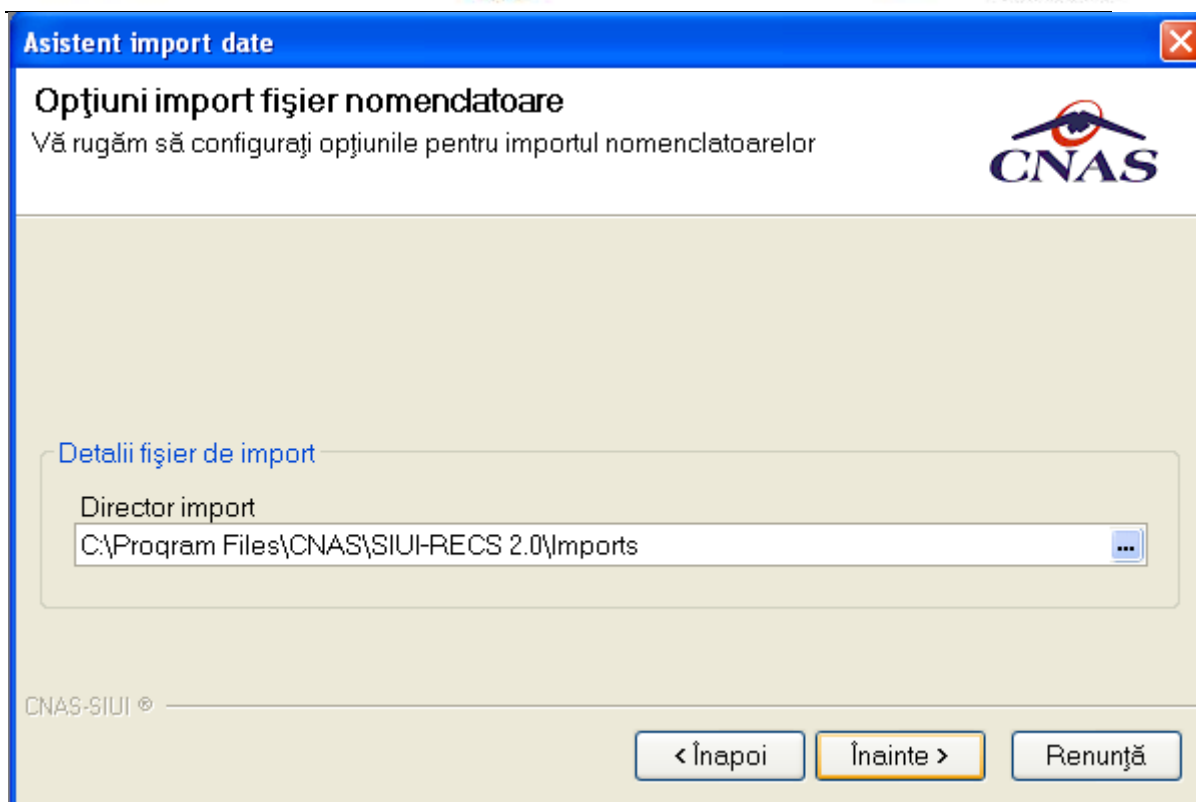 Asistent import date
Opţiuni import fişier nomenclatoare
Vă rugăm să configuraţi opţiunile pentru importul nomenclatoarelor
CNAS
Detalii fişier de import
Director import
C:\Program Files\CNAS\SIUI-RECS 2.0\Imports
...
CNAS-SIUI ®
< Înapoi
Înainte >
Renunţă